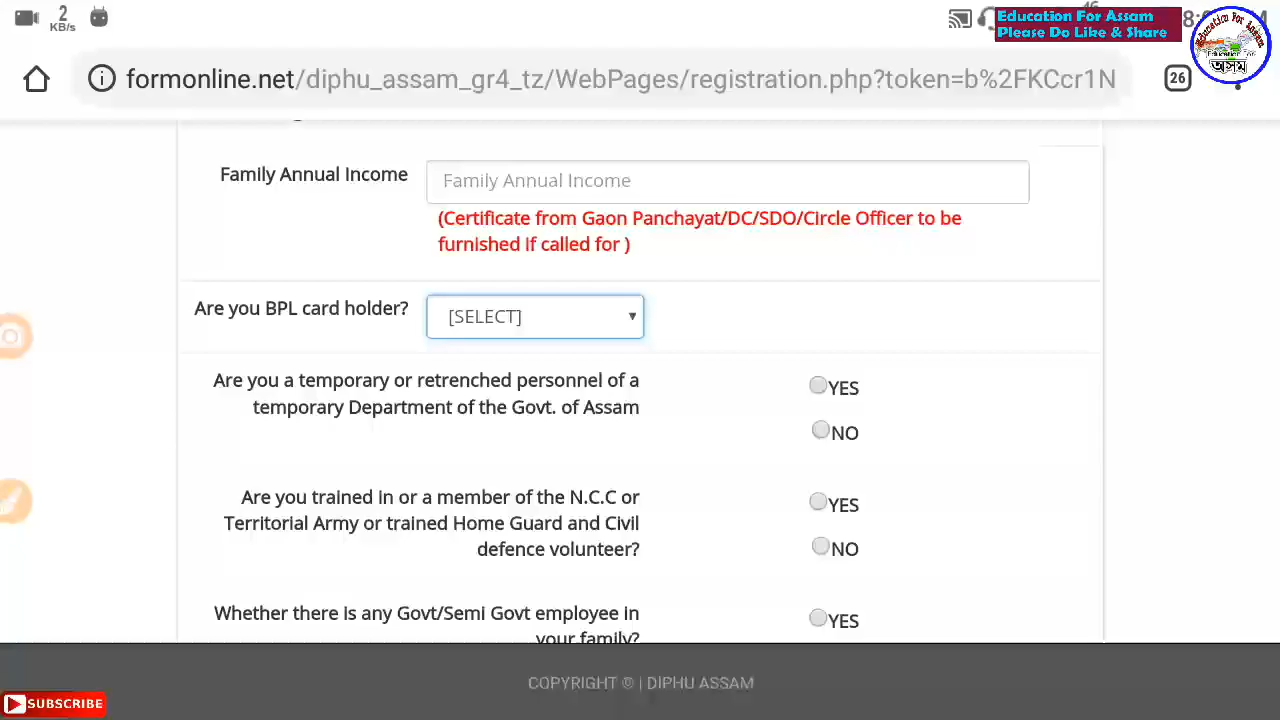 2
KB/s
Education For Assam
Please Do Like & Share
Education For Assam
অসম
formonline.net/diphu_assam_gr4_tz/WebPages/registration.php?token=b%2FKCcr1N
26
Family Annual Income
Family Annual Income
(Certificate from Gaon Panchayat/DC/SDO/Circle Officer to be
furnished if called for )
Are you BPL card holder?
[SELECT]
Are you a temporary or retrenched personnel of a
temporary Department of the Govt. of Assam
YES
NO
Are you trained in or a member of the N.C.C or
Territorial Army or trained Home Guard and Civil
defence volunteer?
YES
NO
Whether there is any Govt/Semi Govt employee in
your family?
YES
COPYRIGHT © | DIPHU ASSAM
SUBSCRIBE